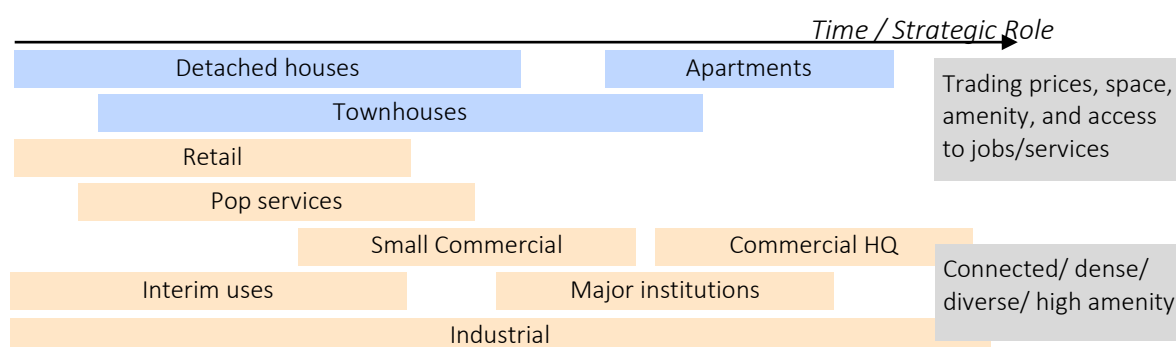 Time / Strategic Role
Detached houses
Apartments
Trading prices, space,
amenity, and access
to jobs/services
Townhouses
Retail
Pop services
Small Commercial
Commercial HQ
Connected/ dense/
diverse/ high amenity
Interim uses
Major institutions
Industrial